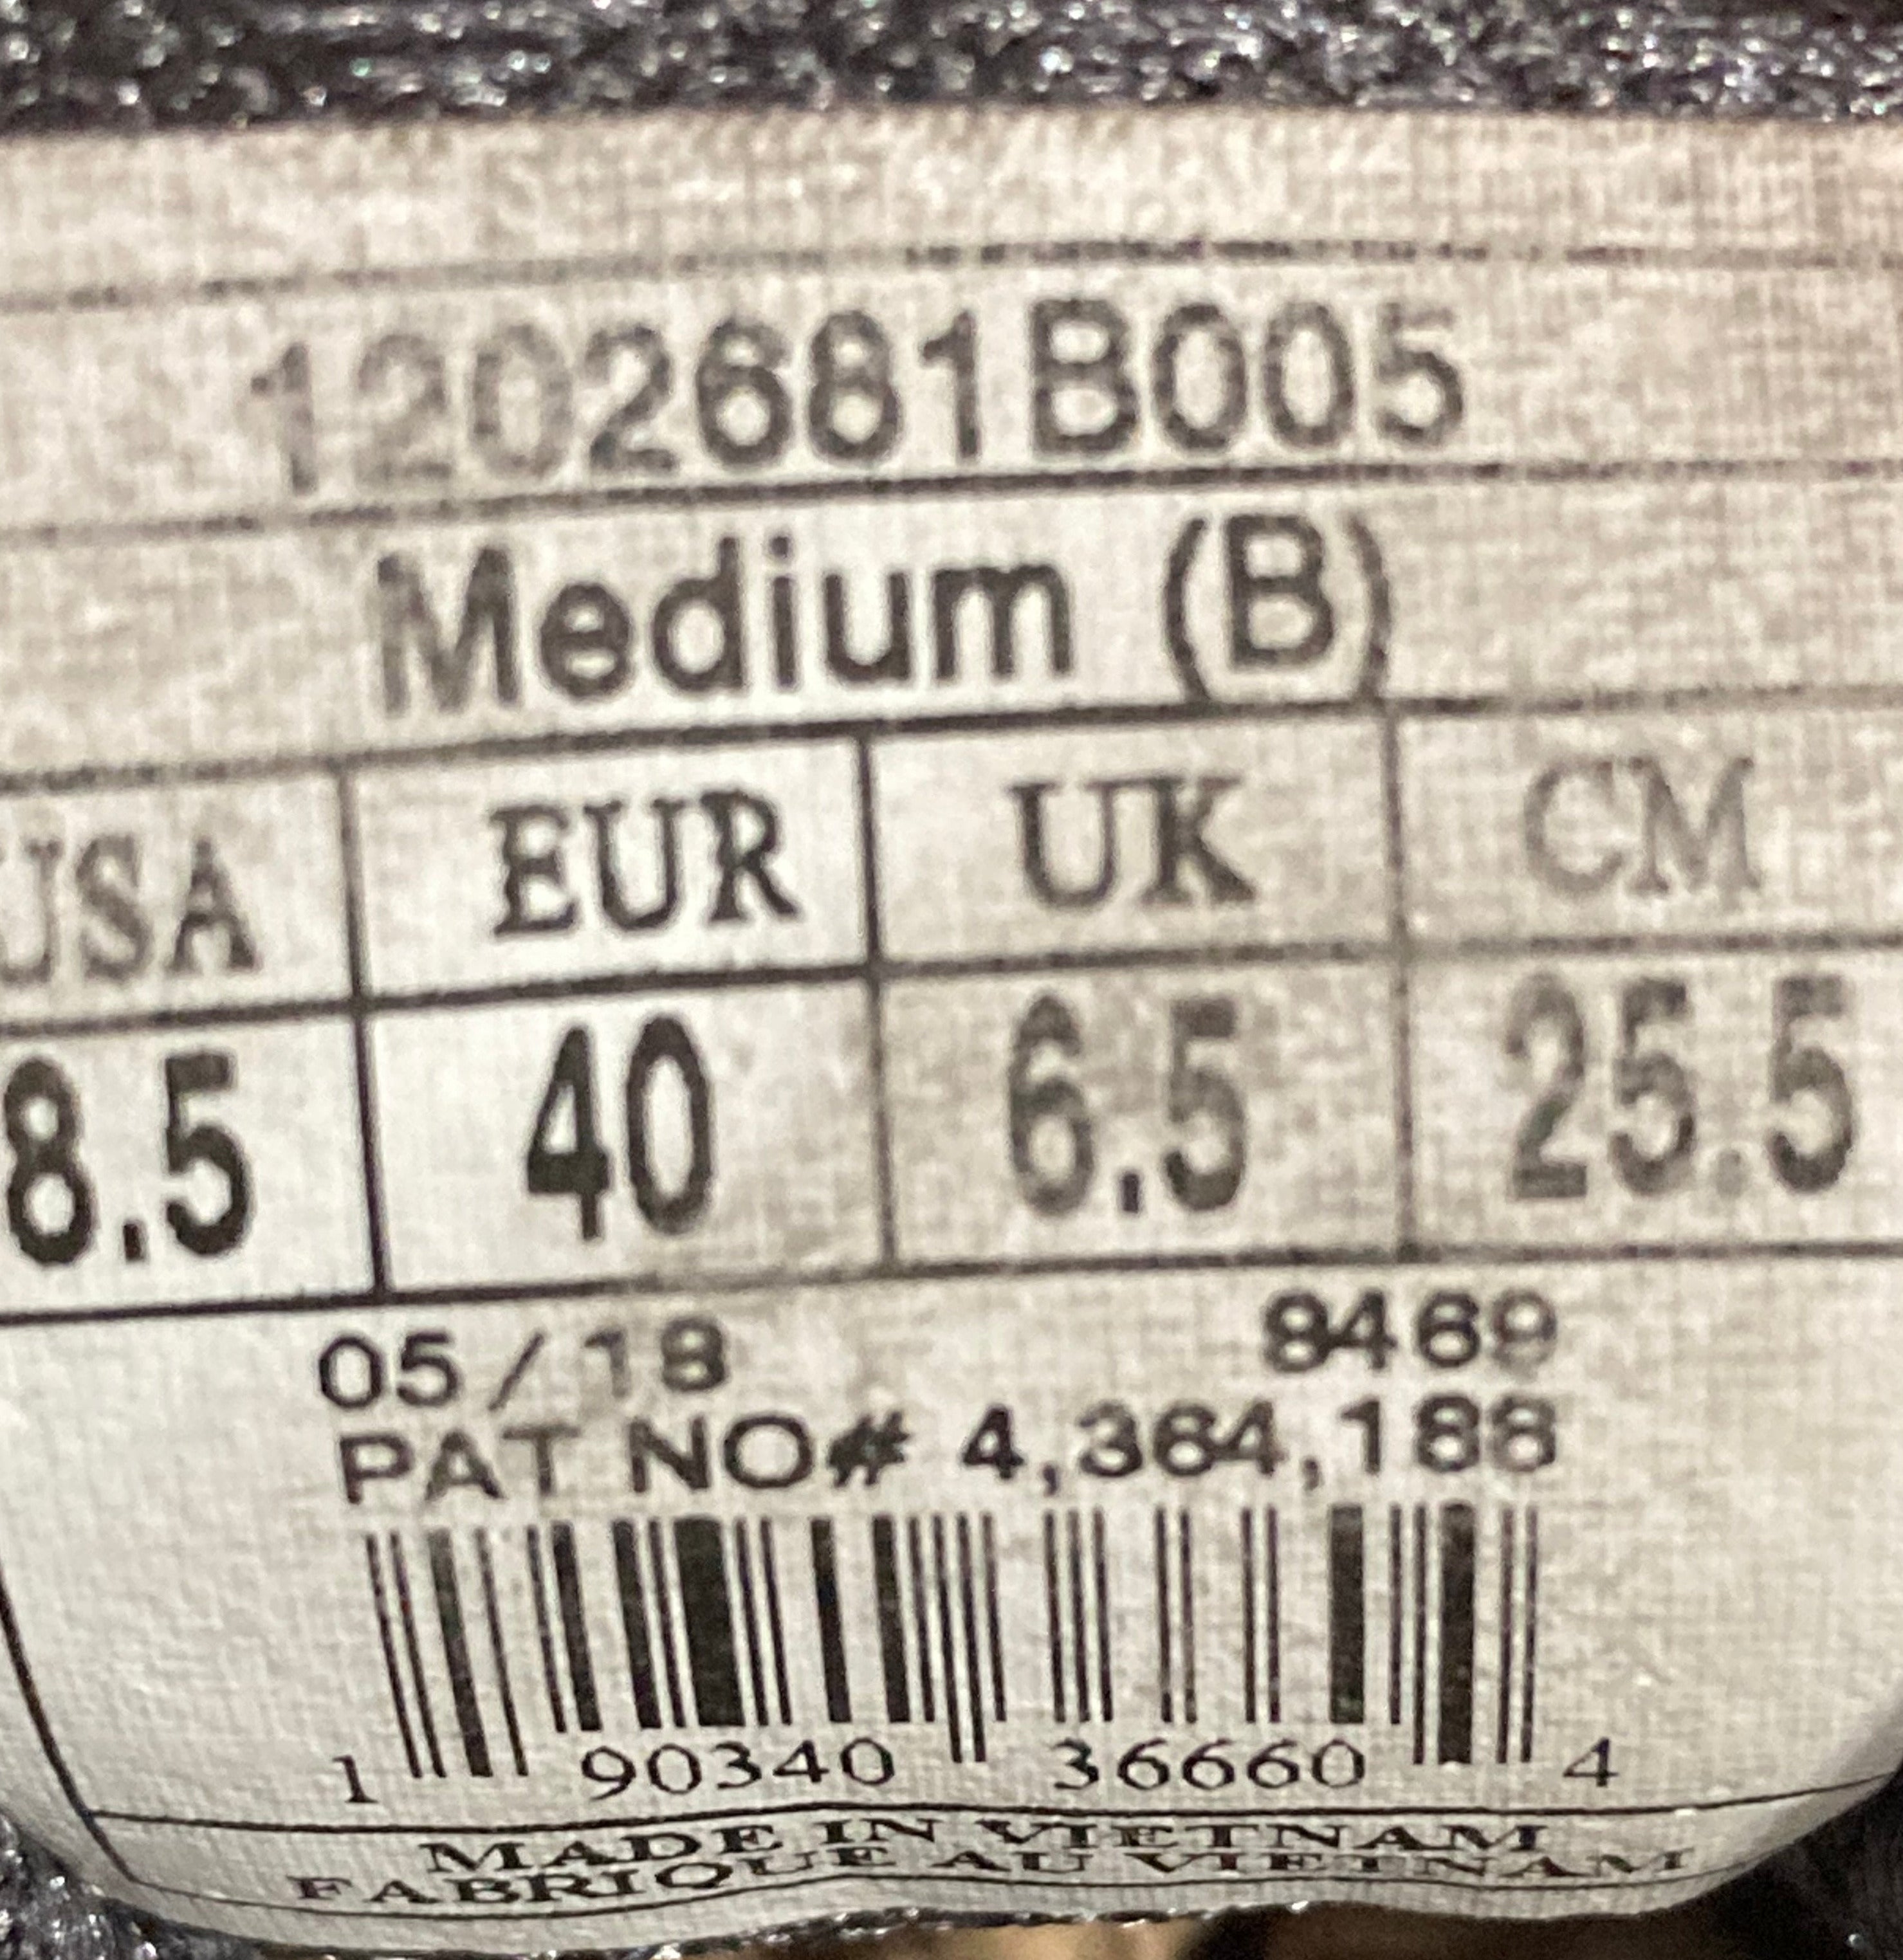 1202681B005
Medium (B)
USA EUR UK CM
8.5 40 6.5 25.5
05/18 8469
PAT NO# 4,364,188
1 90340 36660 4
MADE IN VIETNAM
FABRIQUE AU VIETNAM